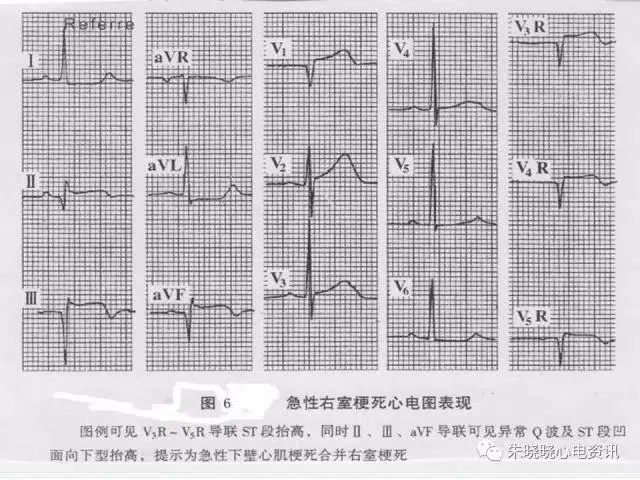 Referre
I
aVR
V₁
V₄
V₃R
II
aVL
V₂
V₅
V₄R
III
aVF
V₃
V₆
V₅R
图 6 急性右室梗死心电图表现
图例可见 V₃R~V₅R 导联 ST 段抬高，同时Ⅱ、Ⅲ、aVF 导联可见异常 Q 波及 ST 段凹
面向下型抬高，提示为急性下壁心肌梗死合并右室梗死
朱晓晓心电资讯